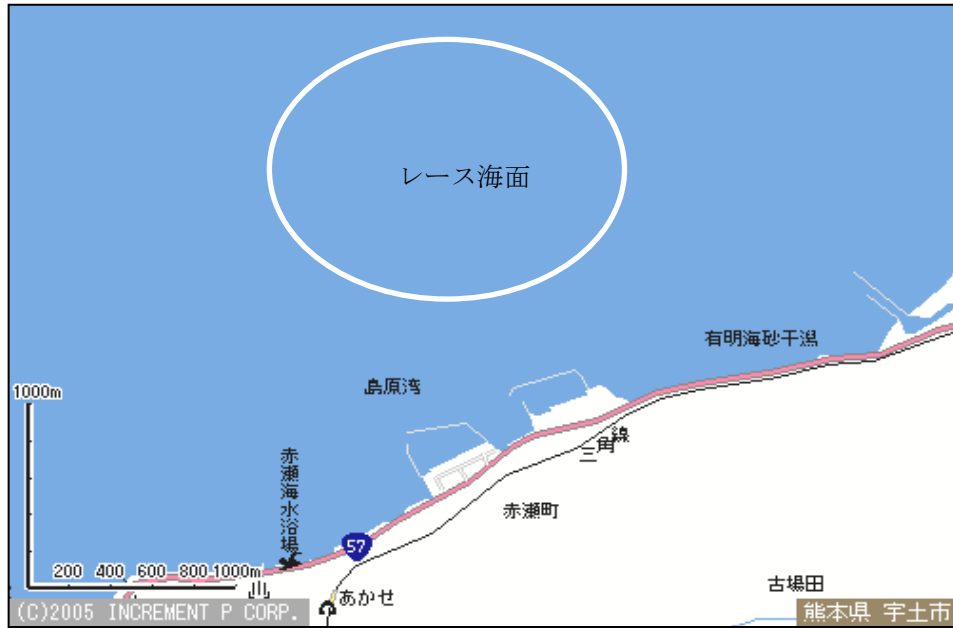 レース海面
有明海砂干潟
島原湾
1000m
三角線
赤瀬海水浴場
赤瀬町
57
200 400 600 800 1000m
あかせ
古場田
(C)2005 INCREMENT P CORP.
熊本県 宇土市